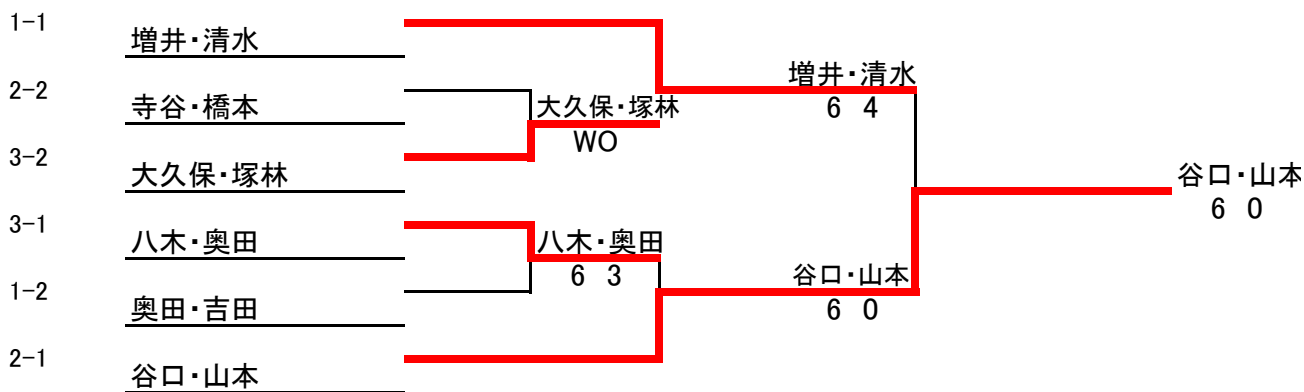 1-1
増井・清水
2-2
寺谷・橋本
3-2
大久保・塚林
3-1
八木・奥田
1-2
奥田・吉田
2-1
谷口・山本
大久保・塚林
WO
八木・奥田
6 3
増井・清水
6 4
谷口・山本
6 0
谷口・山本
6 0